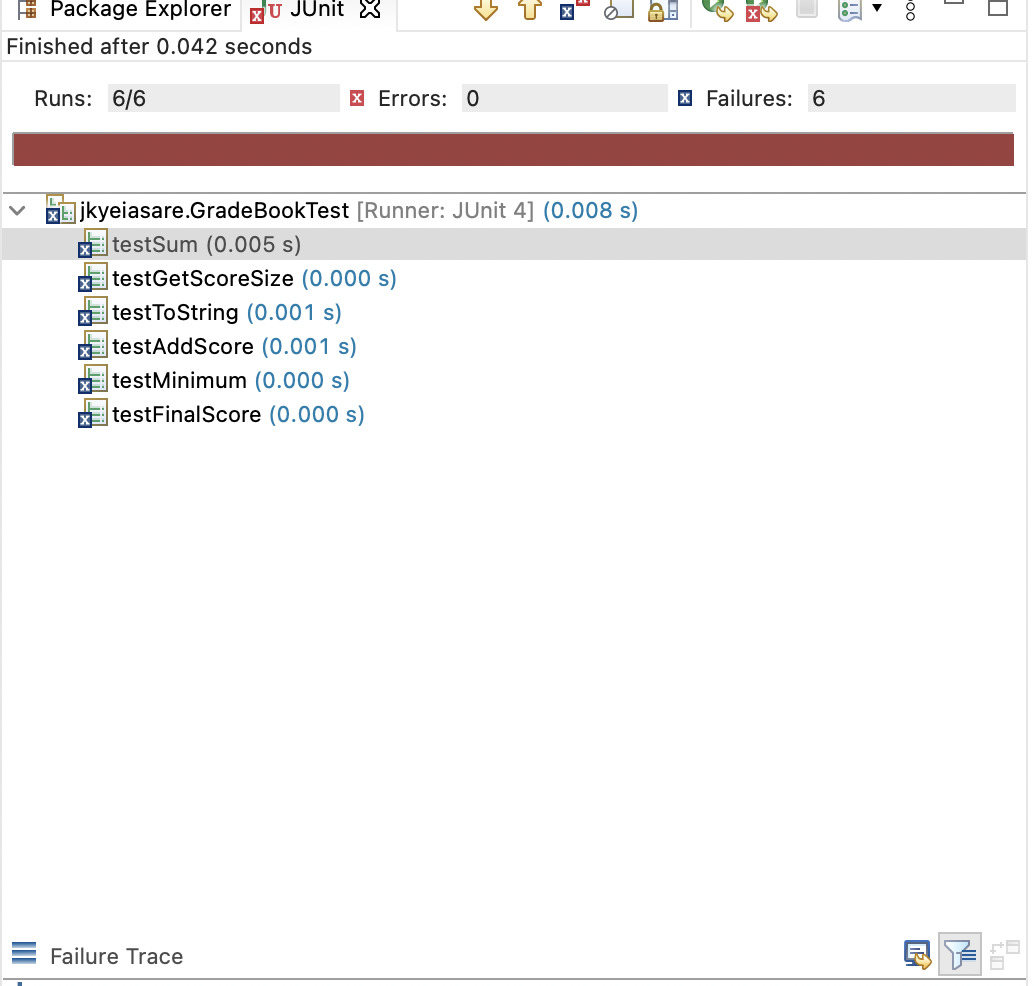 Package Explorer JUnit
Finished after 0.042 seconds
Runs: 6/6 Errors: 0 Failures: 6
jkyeiasare.GradeBookTest [Runner: JUnit 4] (0.008 s)
testSum (0.005 s)
testGetScoreSize (0.000 s)
testToString (0.001 s)
testAddScore (0.001 s)
testMinimum (0.000 s)
testFinalScore (0.000 s)
Failure Trace